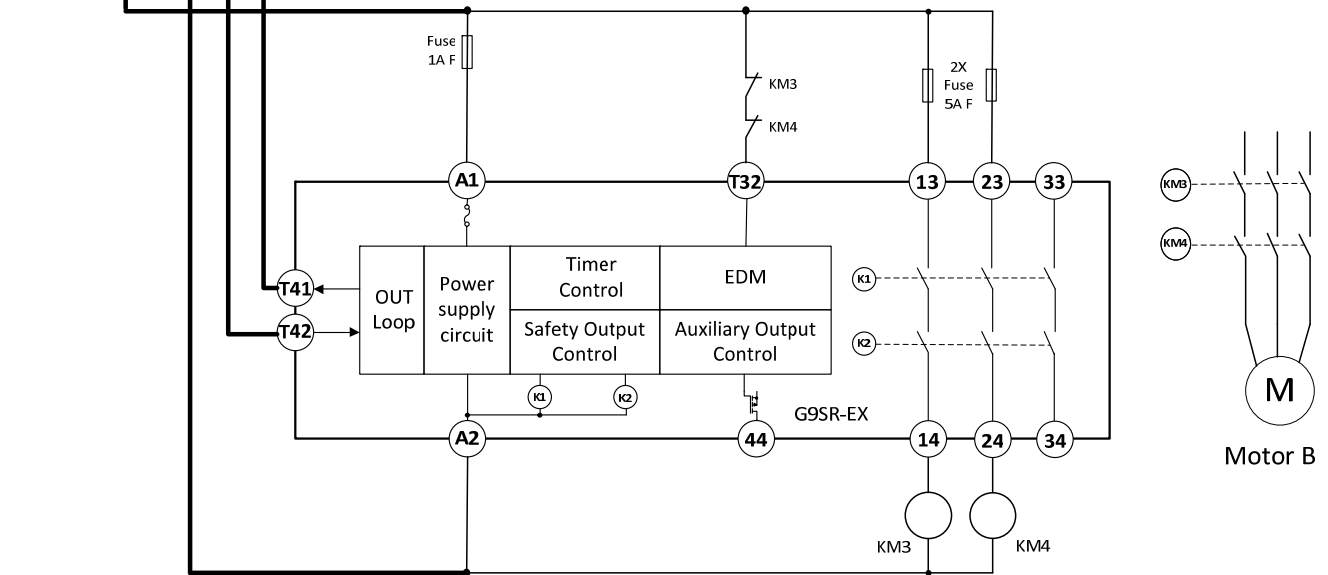 Fuse
1A F
KM3
KM4
2X
Fuse
5A F
A1
T32
13
23
33
KM3
KM4
T41
T42
OUT
Loop
Power
supply
circuit
Timer
Control
EDM
Safety Output
Control
Auxiliary Output
Control
K1
K2
K1
K2
G9SR-EX
A2
44
14
24
34
M
Motor B
KM3
KM4